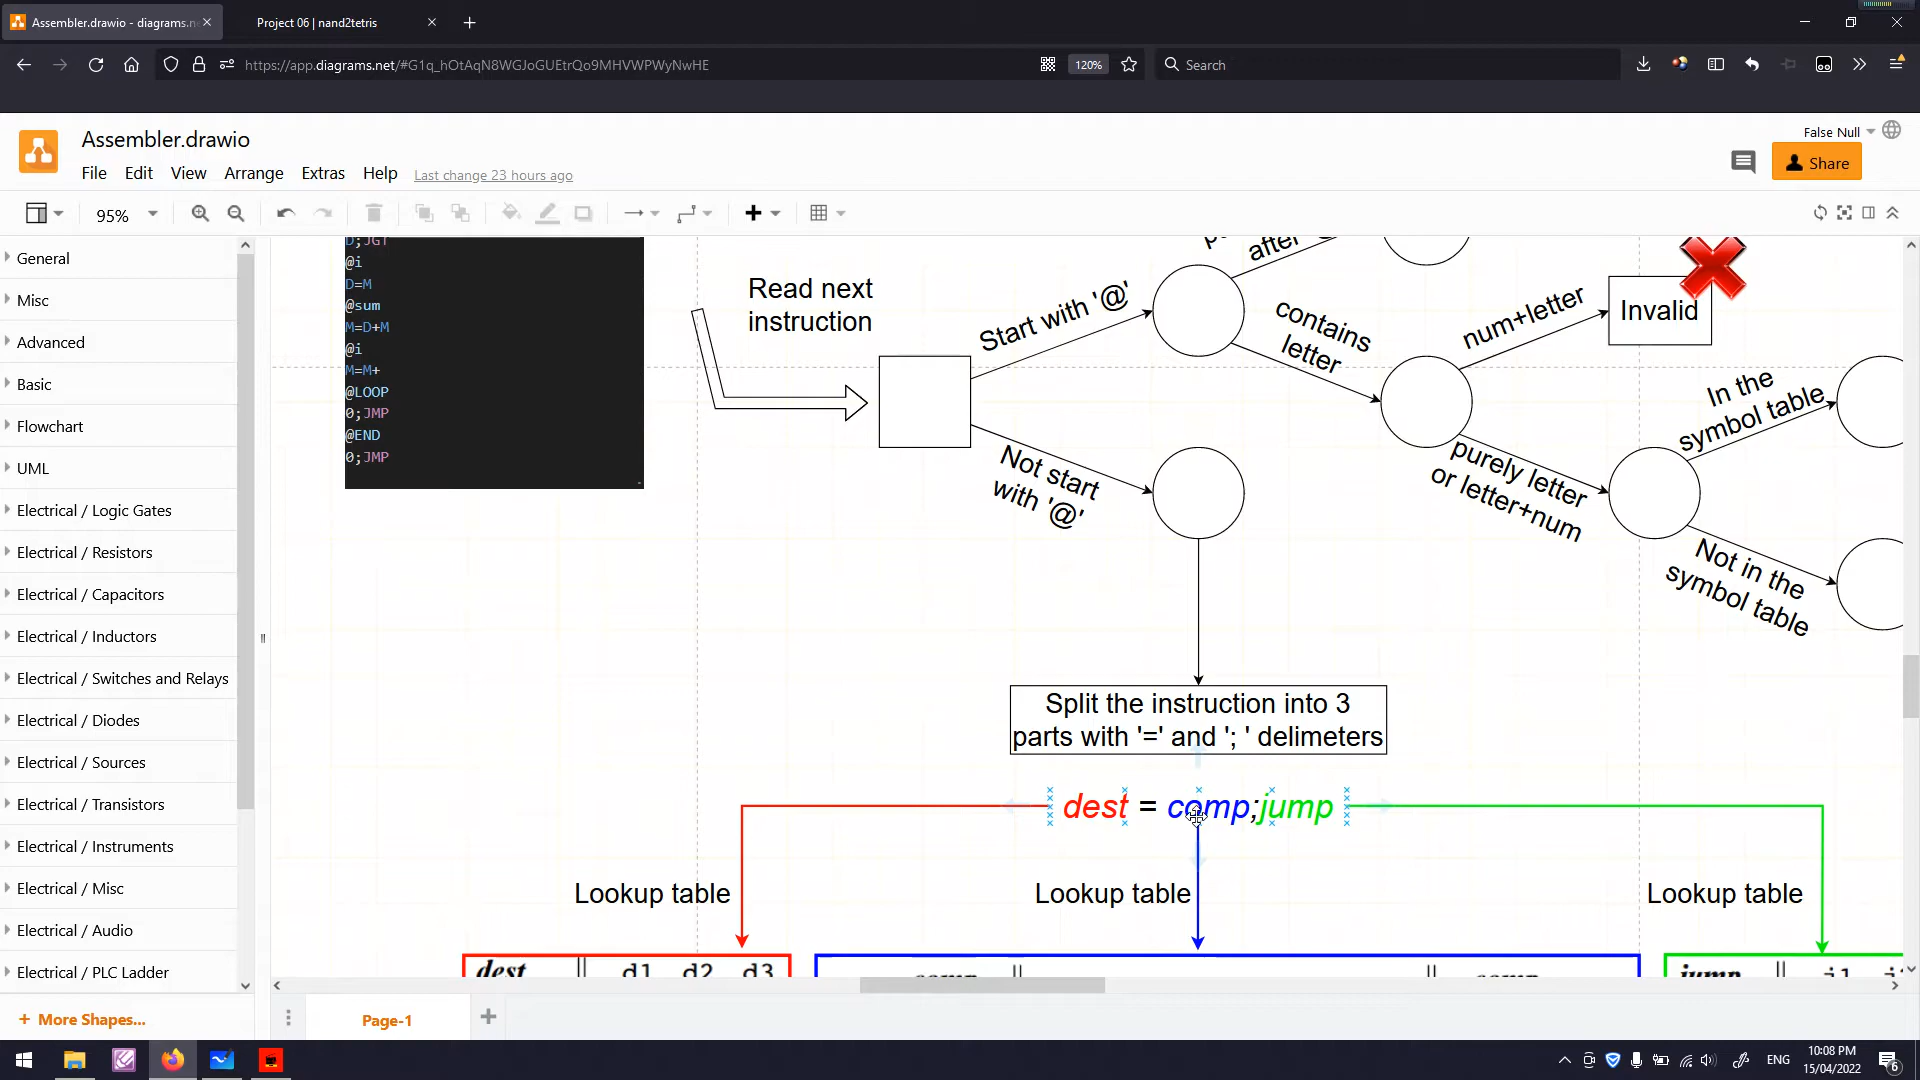 Assembler.drawio - diagrams.n
Project 06 | nand2tetris
https://app.diagrams.net/#G1q_hOtAqN8WGJoGUEtrQo9MHVWPWyNwHE
120%
Search
Assembler.drawio
False Null
File Edit View Arrange Extras Help Last change 23 hours ago
Share
95%
General
Misc
Advanced
Basic
Flowchart
UML
Electrical / Logic Gates
Electrical / Resistors
Electrical / Capacitors
Electrical / Inductors
Electrical / Switches and Relays
Electrical / Diodes
Electrical / Sources
Electrical / Transistors
Electrical / Instruments
Electrical / Misc
Electrical / Audio
Electrical / PLC Ladder
+ More Shapes...
D;JGT
@i
D=M
@sum
M=D+M
@i
M=M+
@LOOP
0;JMP
@END
0;JMP
Read next
instruction
Start with '@'
after
contains
letter
num+letter
Invalid
In the
symbol table
Not start
with '@'
purely letter
or letter+num
Not in the
symbol table
Split the instruction into 3
parts with '=' and '; ' delimeters
dest = comp;jump
Lookup table
Lookup table
Lookup table
dest d1 d2 d3
comp comp
jump j1
Page-1
ENG
10:08 PM
15/04/2022
6